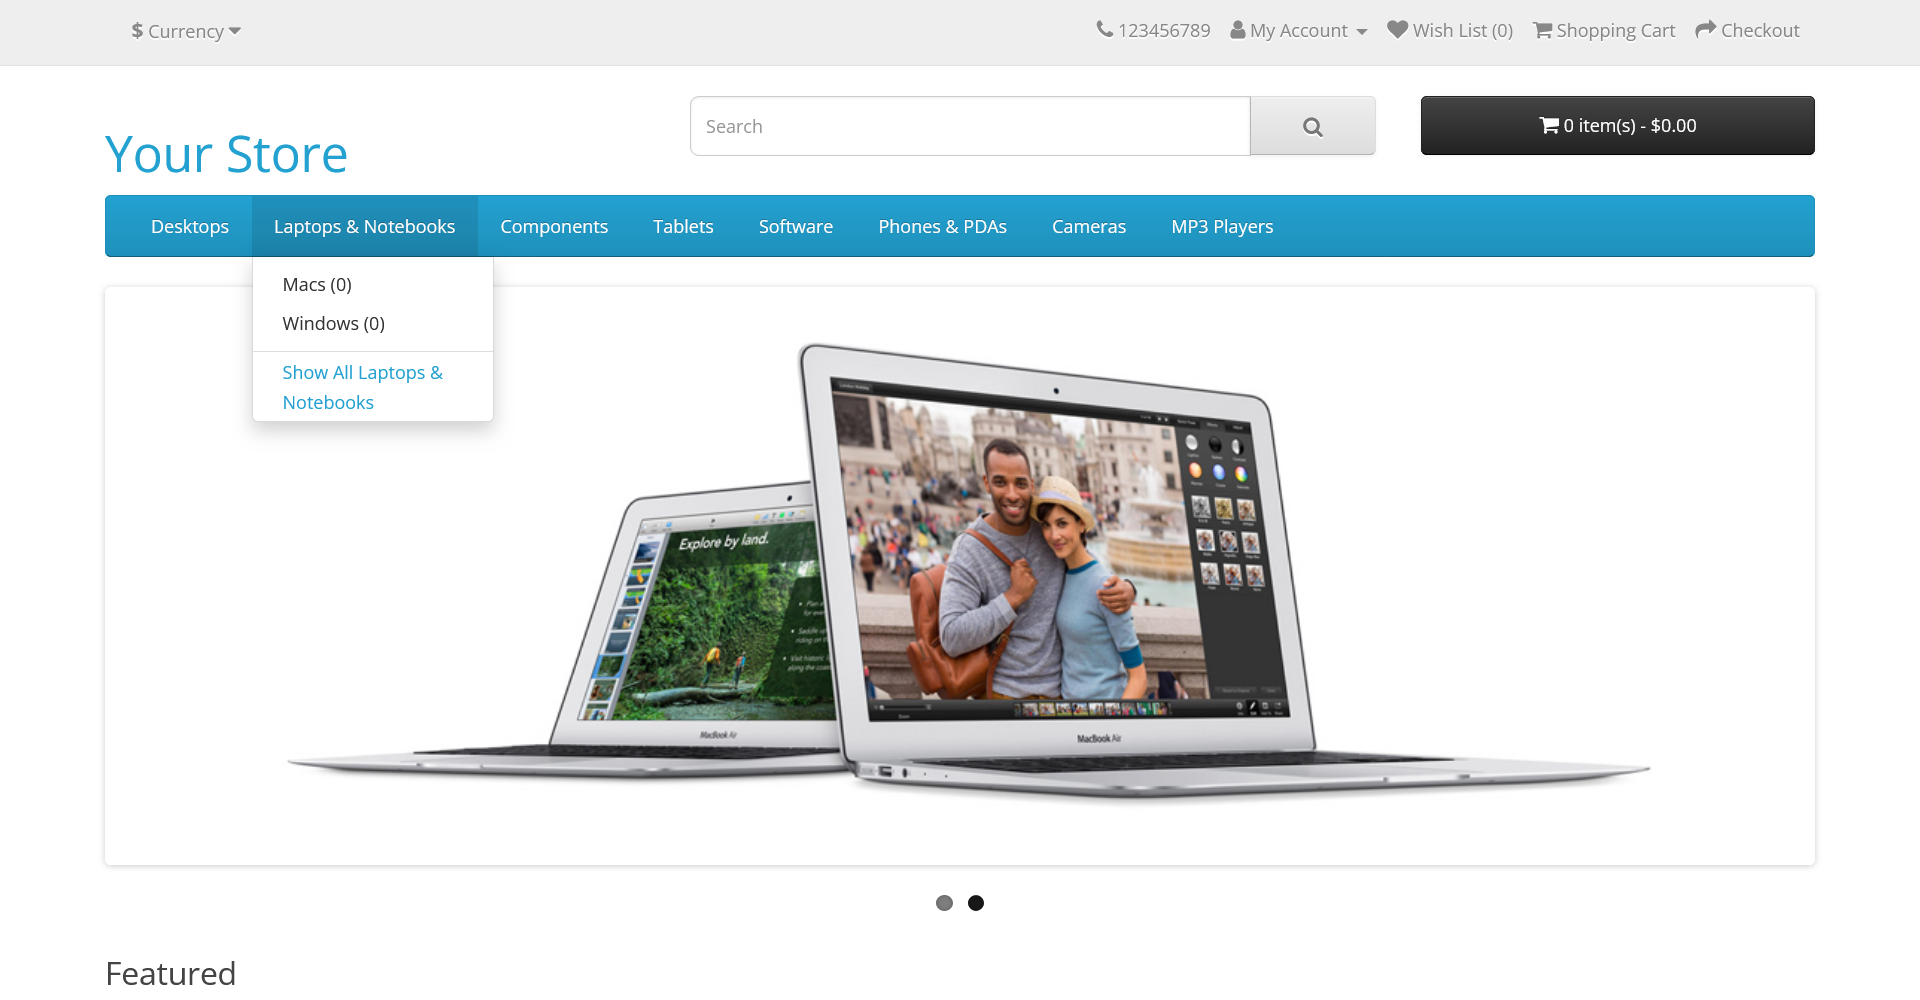 $ Currency
123456789 My Account Wish List (0) Shopping Cart Checkout
Your Store
Search
0 item(s) - $0.00
Desktops Laptops & Notebooks Components Tablets Software Phones & PDAs Cameras MP3 Players
Macs (0)
Windows (0)
Show All Laptops &
Notebooks
Explore by land.
MacBook Air
MacBook Air
Featured